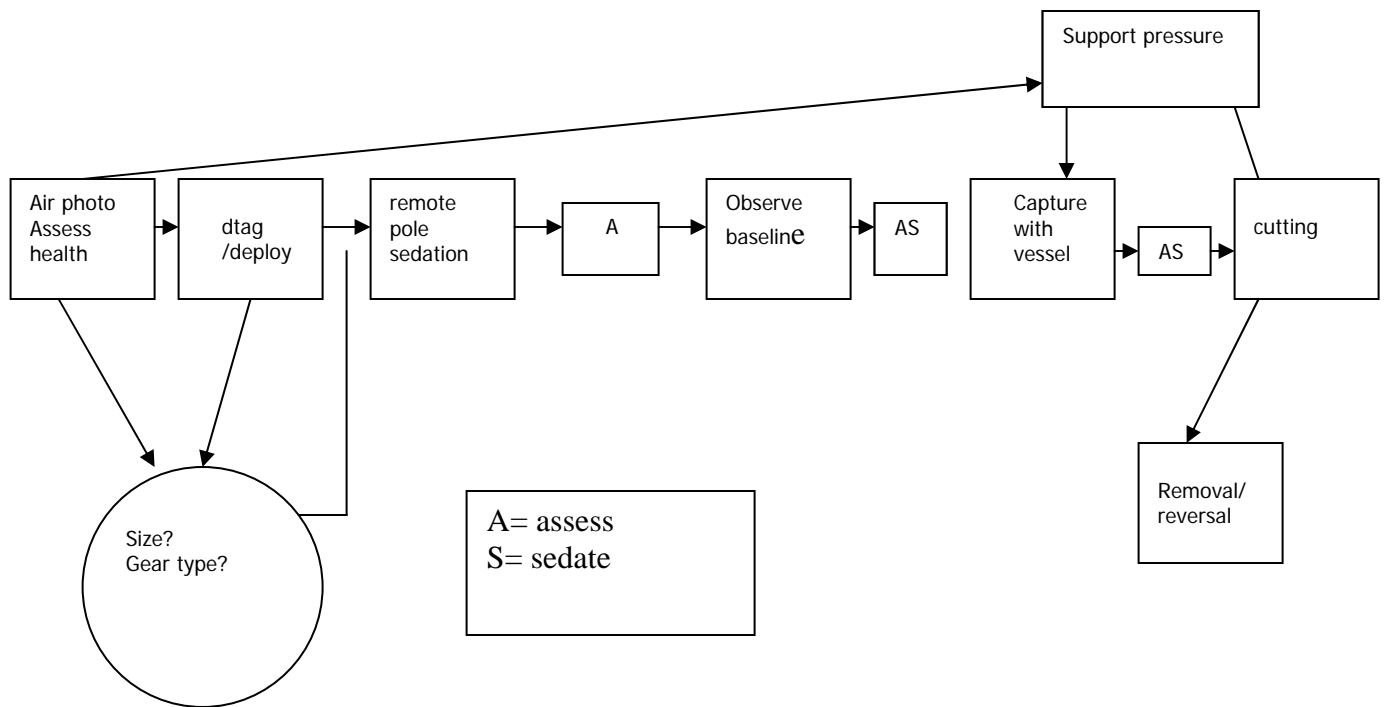 Support pressure
Air photo
Assess
health
dtag
/deploy
remote
pole
sedation
A
Observe
baseline
AS
Capture
with
vessel
AS
cutting
Size?
Gear type?
A= assess
S= sedate
Removal/
reversal